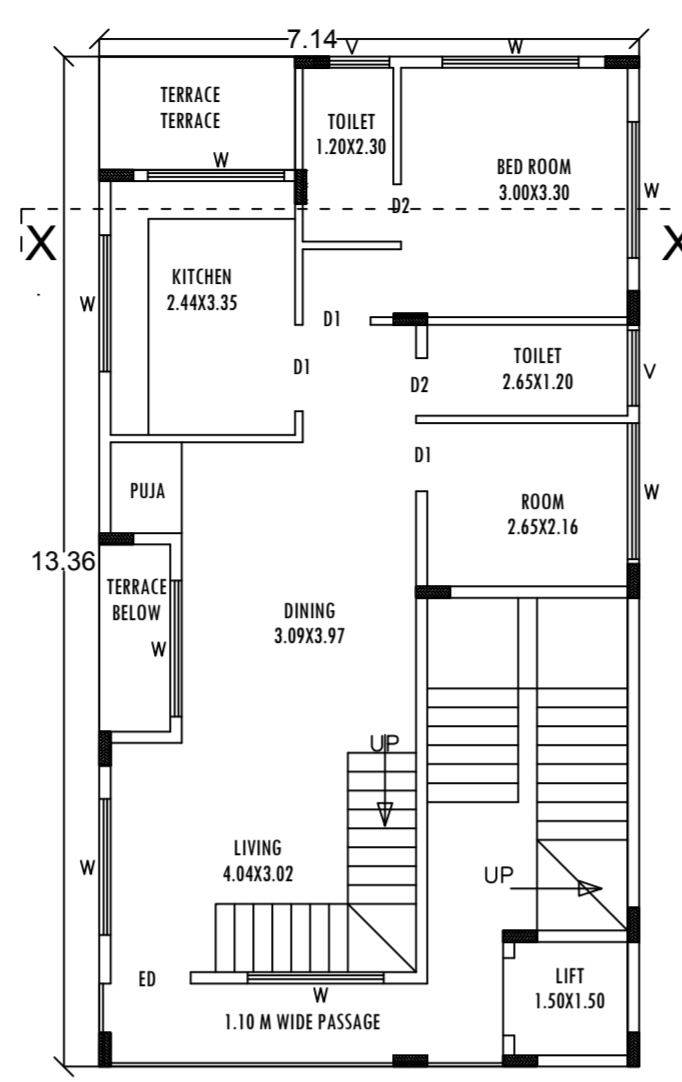 7.14
V
W
TERRACE
TERRACE
W
TOILET
1.20X2.30
BED ROOM
3.00X3.30
W
D2
X
X
KITCHEN
2.44X3.35
W
D1
D1
TOILET
2.65X1.20
V
D2
D1
PUJA
ROOM
2.65X2.16
W
13.36
TERRACE
BELOW
W
DINING
3.09X3.97
UP
LIVING
4.04X3.02
W
UP
ED
W
1.10 M WIDE PASSAGE
LIFT
1.50X1.50